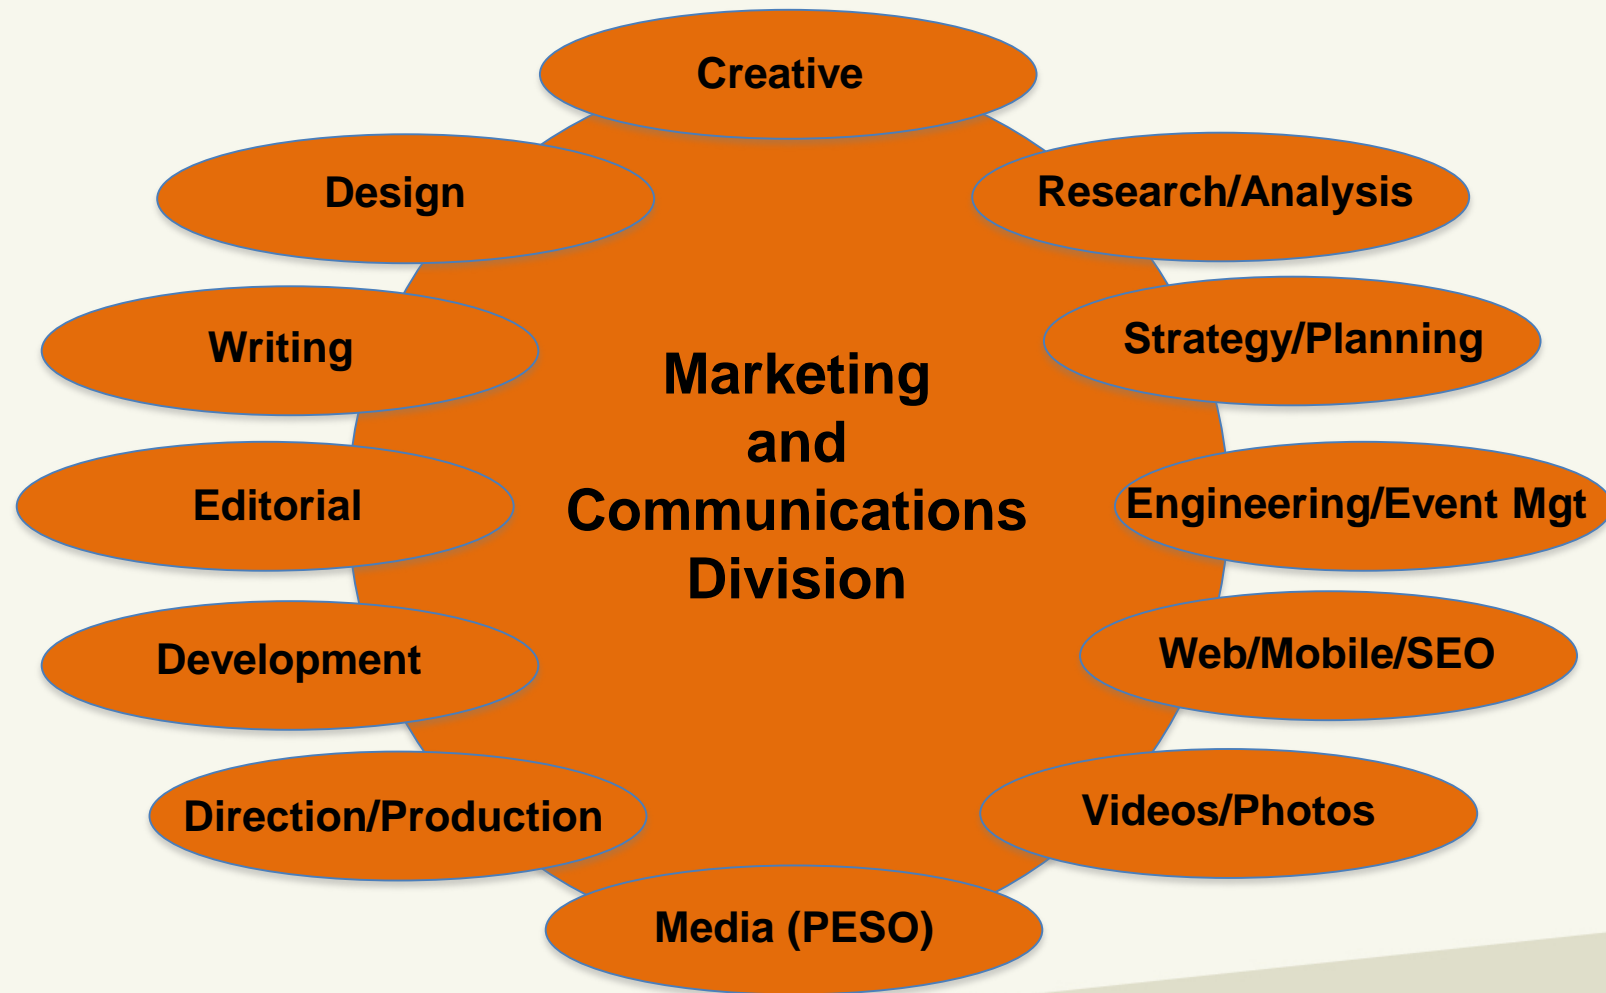 Creative
Design
Research/Analysis
Writing
Strategy/Planning
Marketing
and
Communications
Division
Editorial
Engineering/Event Mgt
Development
Web/Mobile/SEO
Direction/Production
Videos/Photos
Media (PESO)